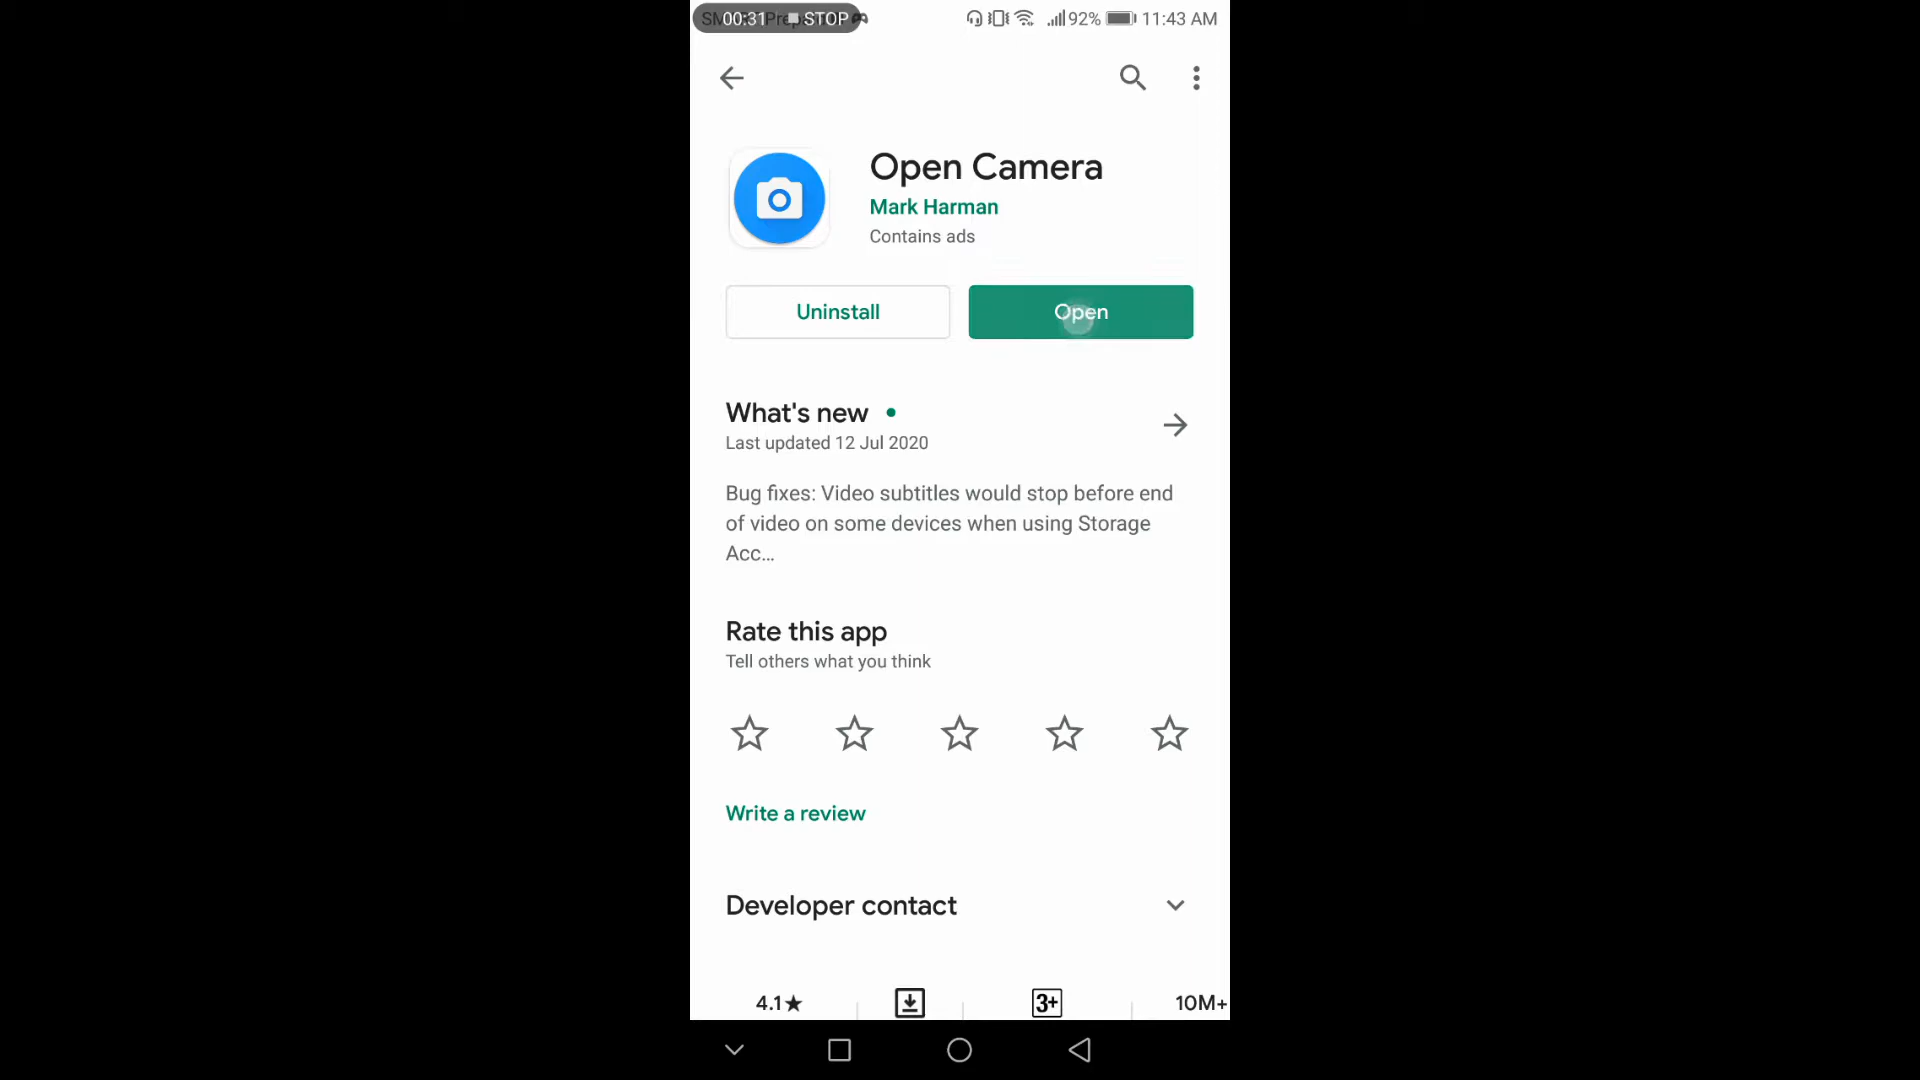 00:31 STOP 92% 11:43 AM
Open Camera
Mark Harman
Contains ads
Uninstall Open
What's new
Last updated 12 Jul 2020
Bug fixes: Video subtitles would stop before end
of video on some devices when using Storage
Acc...
Rate this app
Tell others what you think
Write a review
Developer contact
4.1★ 3+ 10M+